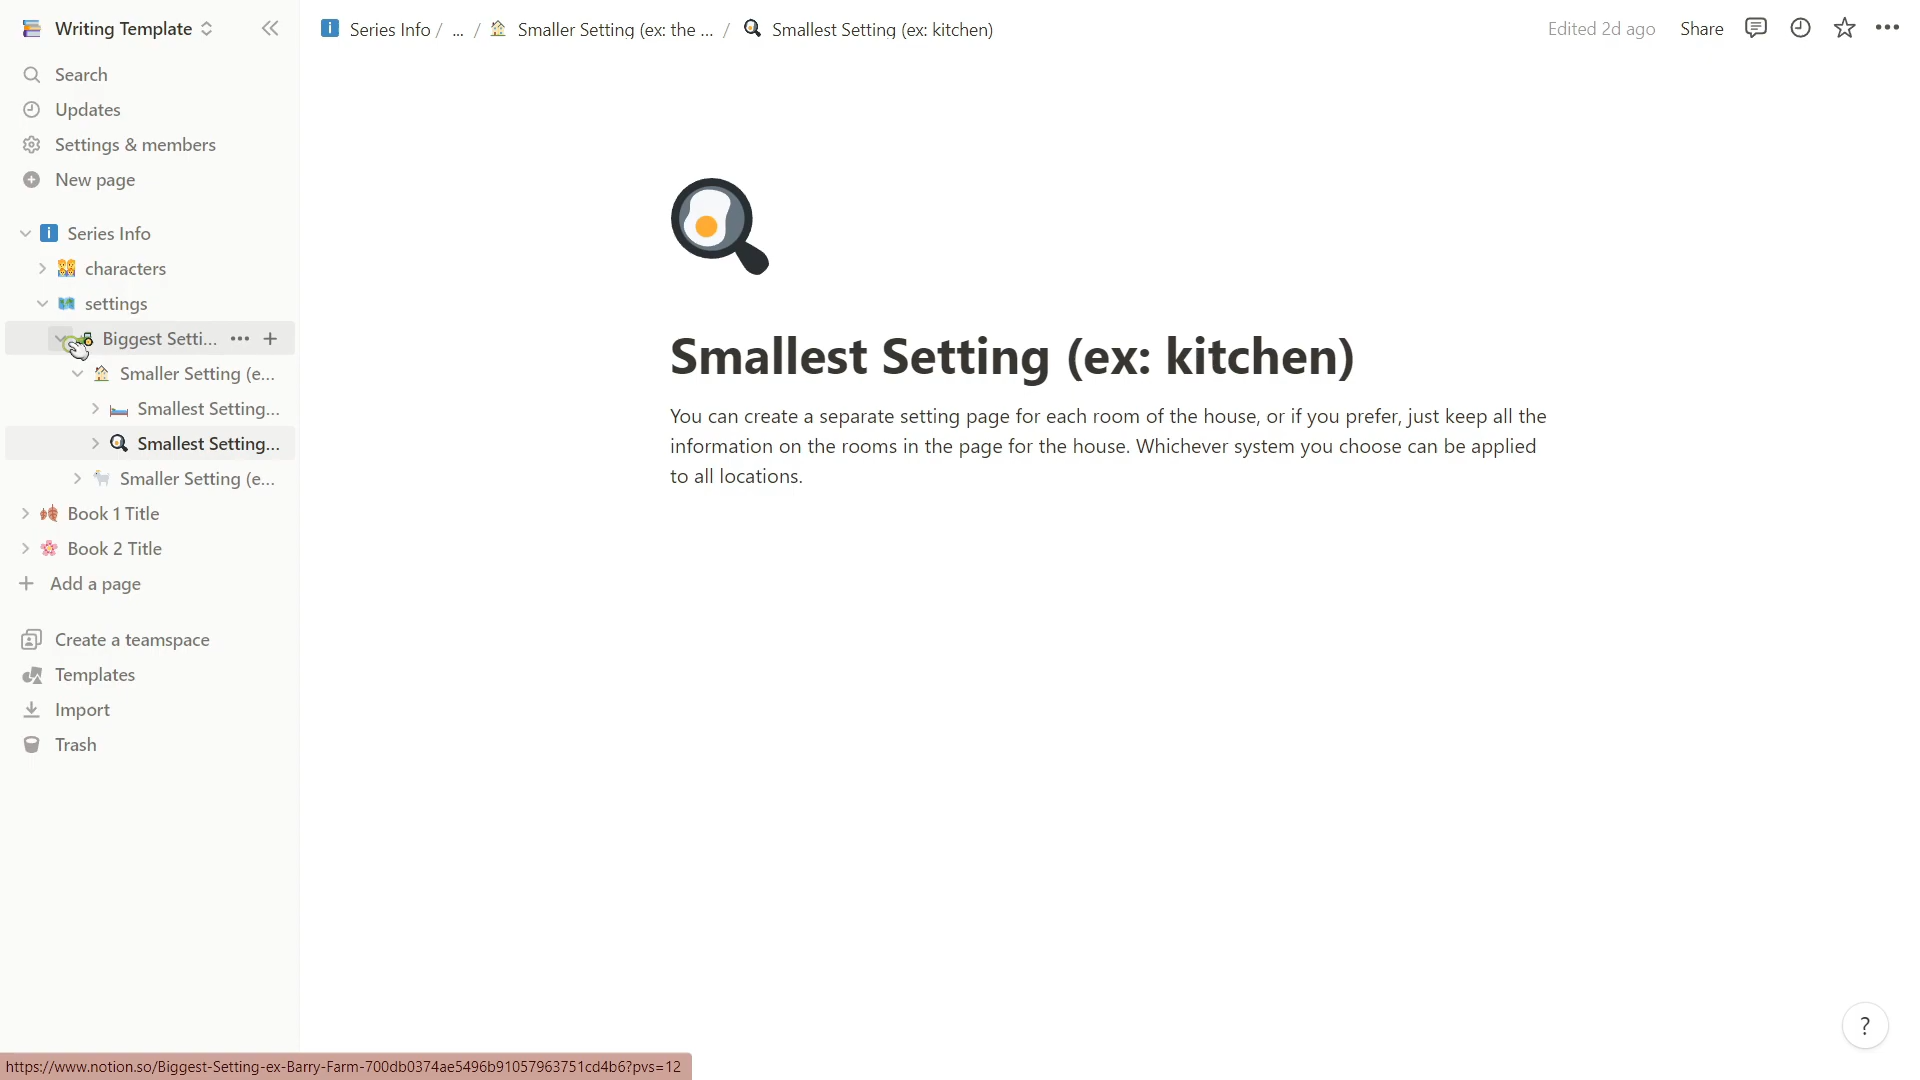 Writing Template
Series Info / ... / Smaller Setting (ex: the ... / Smallest Setting (ex: kitchen)
Edited 2d ago
Share
Search
Updates
Settings & members
New page
Series Info
characters
settings
Biggest Setti...
Smaller Setting (e...
Smallest Setting...
Smallest Setting...
Smaller Setting (e...
Book 1 Title
Book 2 Title
Add a page
Create a teamspace
Templates
Import
Trash
Smallest Setting (ex: kitchen)
You can create a separate setting page for each room of the house, or if you prefer, just keep all the
information on the rooms in the page for the house. Whichever system you choose can be applied
to all locations.
?
https://www.notion.so/Biggest-Setting-ex-Barry-Farm-700db0374ae5496b91057963751cd4b6?pvs=12